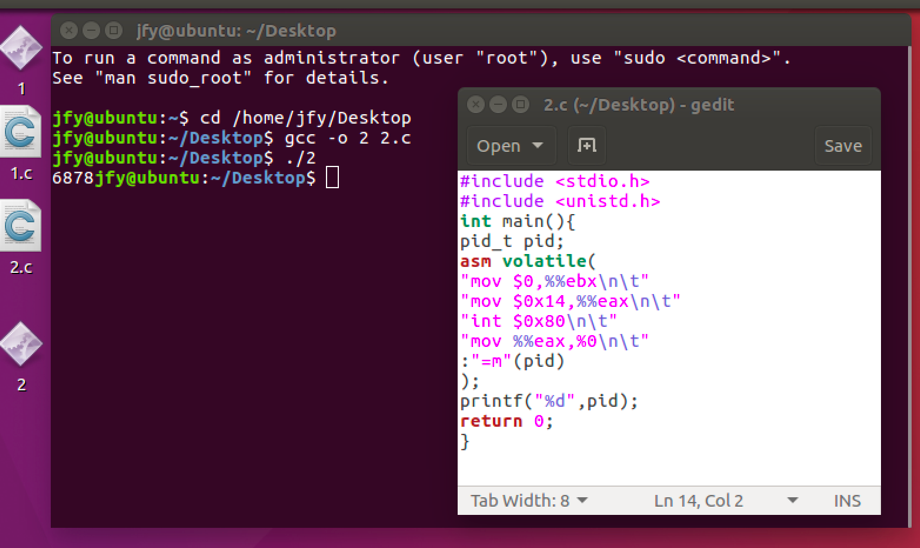 jfy@ubuntu: ~/Desktop
To run a command as administrator (user "root"), use "sudo <command>".
See "man sudo_root" for details.
jfy@ubuntu:~$ cd /home/jfy/Desktop
jfy@ubuntu:~/Desktop$ gcc -o 2 2.c
jfy@ubuntu:~/Desktop$ ./2
6878jfy@ubuntu:~/Desktop$
1
1.c
2.c
2
2.c (~/Desktop) - gedit
Open
Save
#include <stdio.h>
#include <unistd.h>
int main(){
pid_t pid;
asm volatile(
"mov $0,%%ebx\n\t"
"mov $0x14,%%eax\n\t"
"int $0x80\n\t"
"mov %%eax,%0\n\t"
:"=m"(pid)
);
printf("%d",pid);
return 0;
}
Tab Width: 8
Ln 14, Col 2
INS